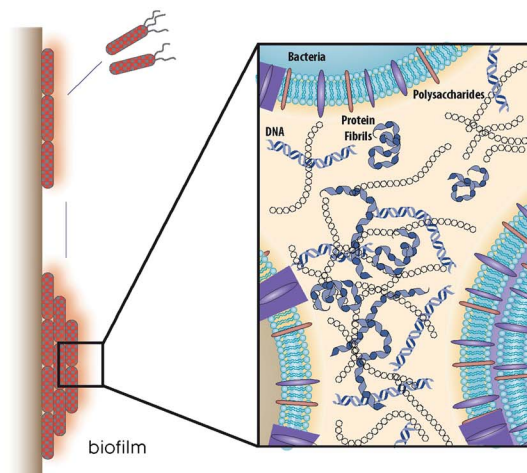 Bacteria
Polysaccharides
Protein
Fibrils
DNA
biofilm